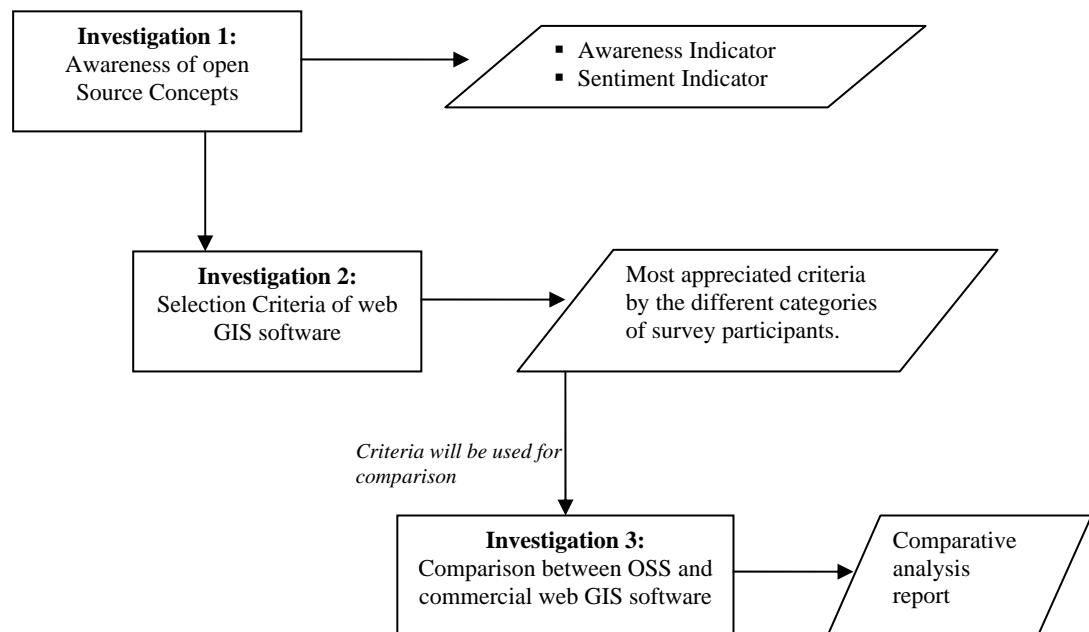 Investigation 1:
Awareness of open
Source Concepts
▪ Awareness Indicator
▪ Sentiment Indicator
Investigation 2:
Selection Criteria of web
GIS software
Most appreciated criteria
by the different categories
of survey participants.
Criteria will be used for
comparison
Investigation 3:
Comparison between OSS and
commercial web GIS software
Comparative
analysis
report